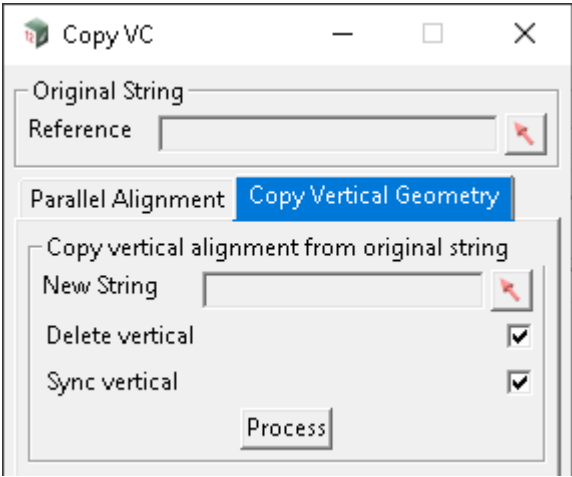 Copy VC
Original String
Reference
Parallel Alignment Copy Vertical Geometry
Copy vertical alignment from original string
New String
Delete vertical
Sync vertical
Process